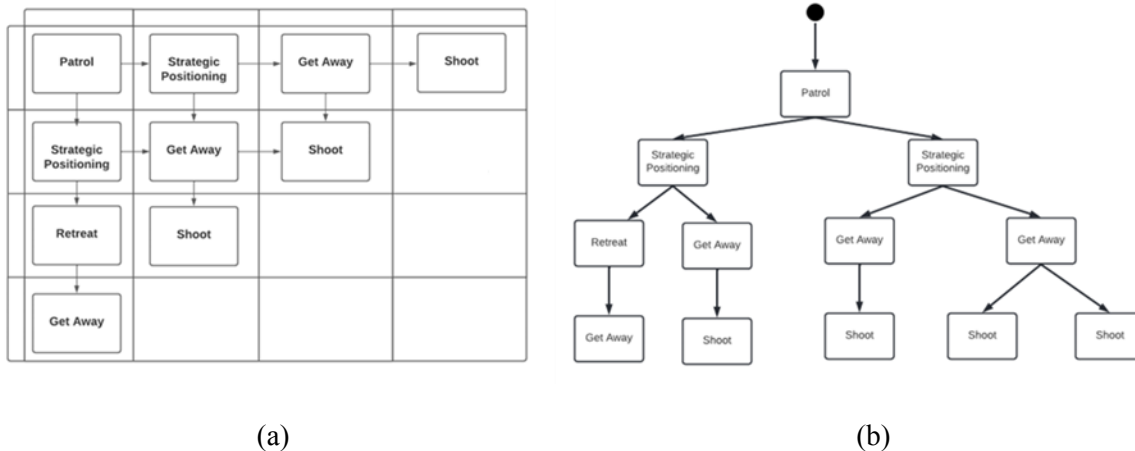 Patrol
Strategic
Positioning
Get Away
Shoot
Strategic
Positioning
Get Away
Shoot
Retreat
Shoot
Get Away
Patrol
Strategic
Positioning
Strategic
Positioning
Retreat
Get Away
Get Away
Get Away
Get Away
Shoot
Shoot
Shoot
Shoot
(a)
(b)